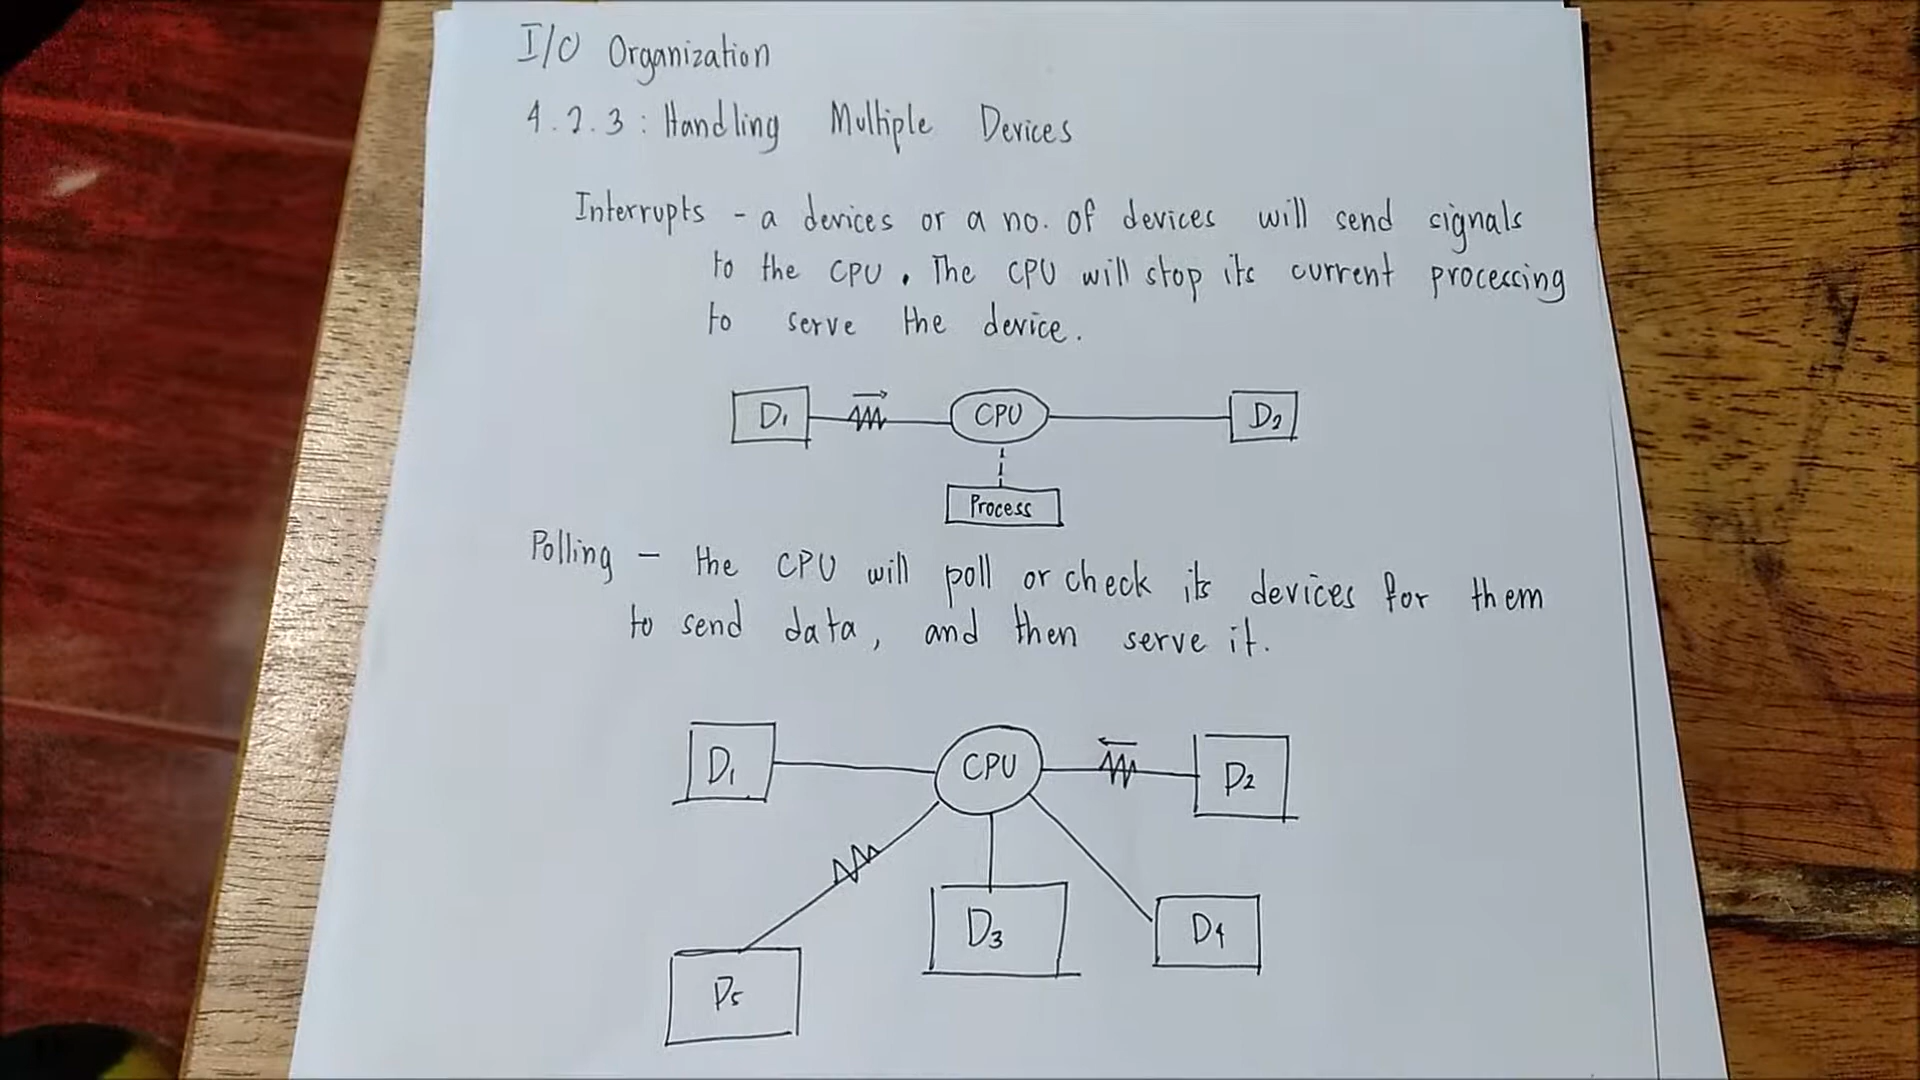 I/O Organization
4.2.3: Handling Multiple Devices
Interrupts - a devices or a no. of devices will send signals
to the CPU. The CPU will stop its current processing
to serve the device.
D1 CPU D2
Process
Polling - the CPU will poll or check its devices for them
to send data, and then serve it.
D1 CPU D2
D3 D4
D5